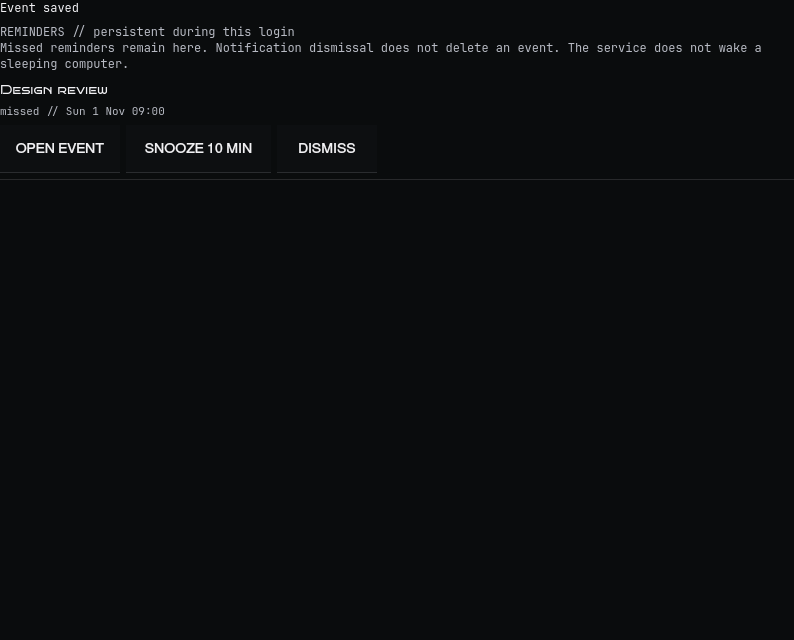 Event saved
REMINDERS // persistent during this login
Missed reminders remain here. Notification dismissal does not delete an event. The service does not wake a
sleeping computer.
Design review
missed // Sun 1 Nov 09:00
OPEN EVENT
SNOOZE 10 MIN
DISMISS